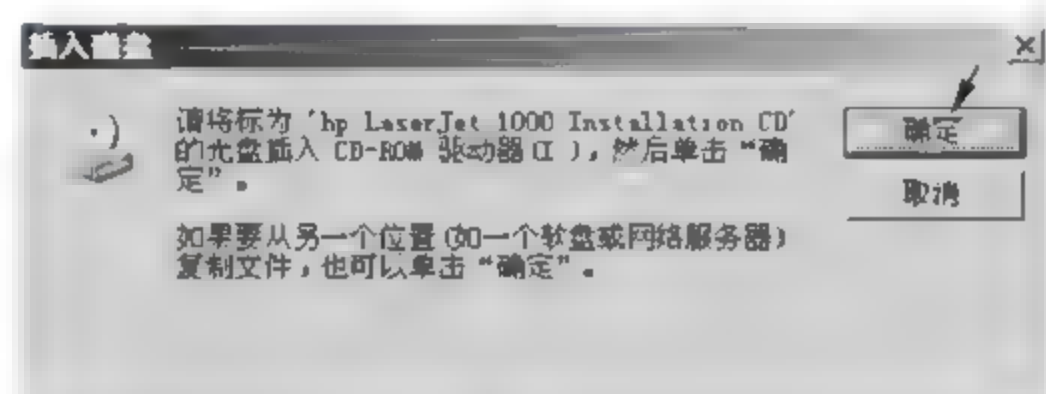 插入磁盘
请将标为 'hp LaserJet 1000 Installation CD'
的光盘插入 CD-ROM 驱动器(I ), 然后单击 “确
定” 。
确定
取消
如果要从另一个位置(如一个软盘或网络服务器)
复制文件，也可以单击 “确定” 。